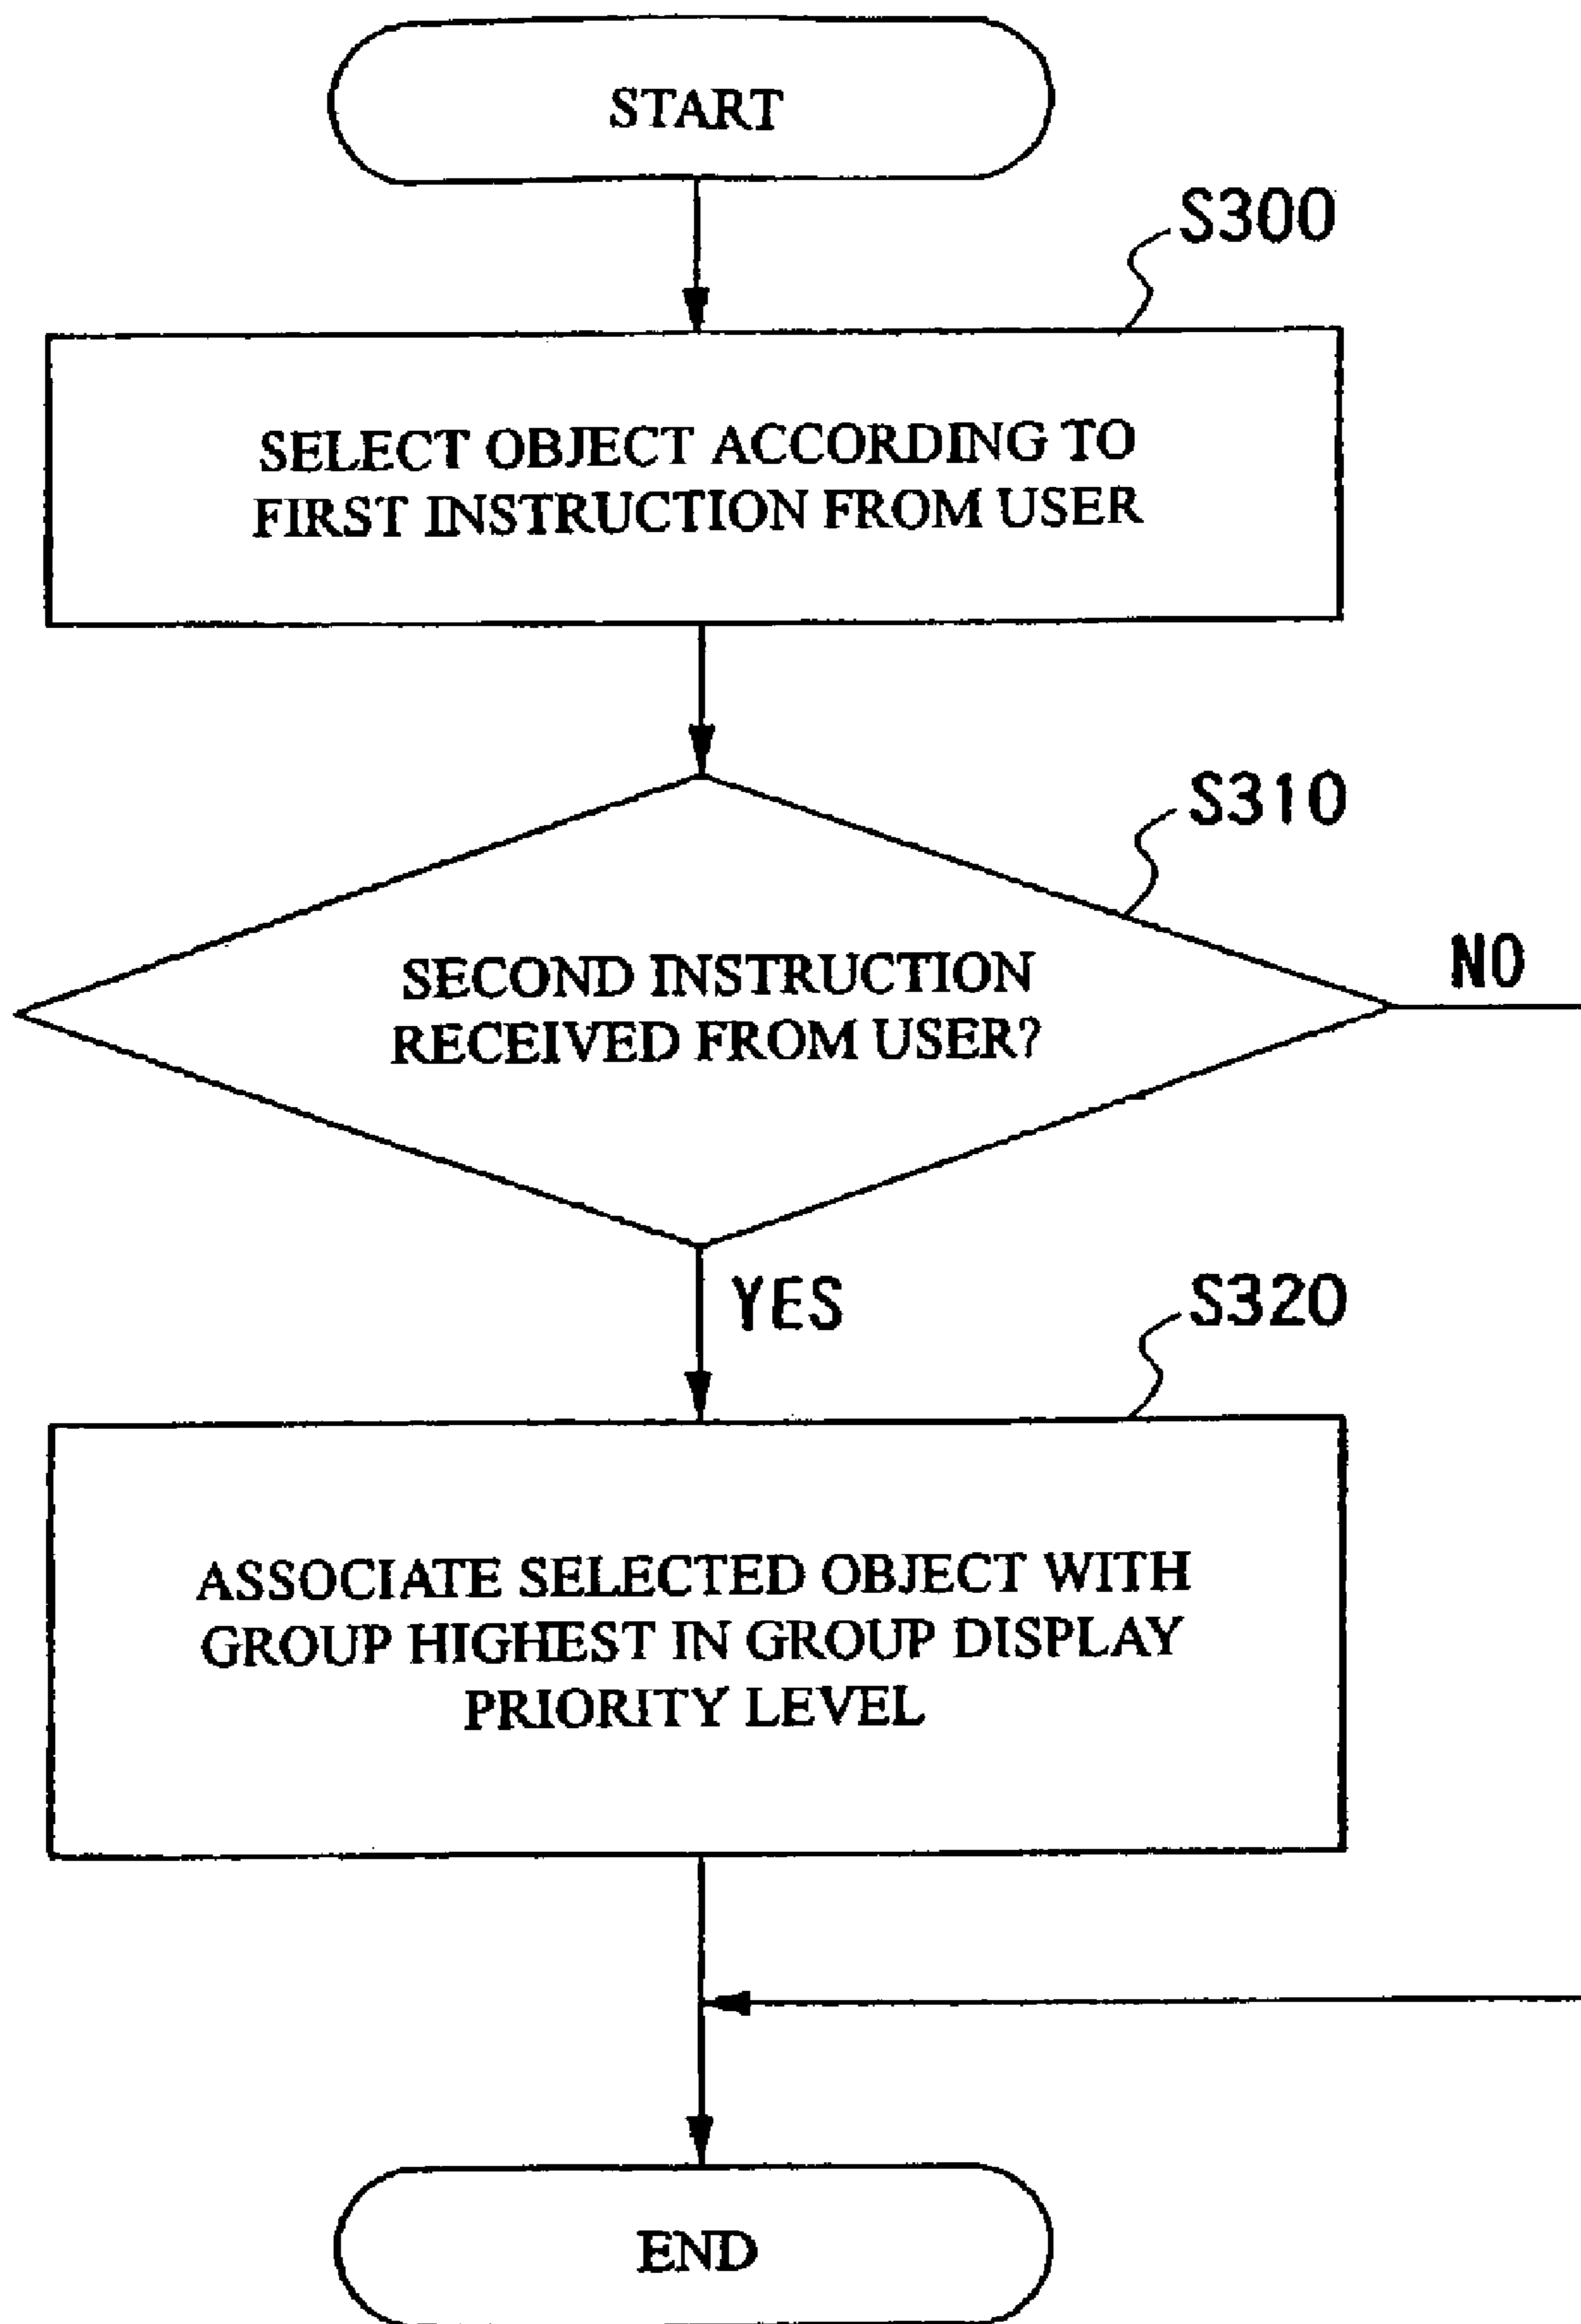 START
S300
SELECT OBJECT ACCORDING TO
FIRST INSTRUCTION FROM USER
S310
SECOND INSTRUCTION
RECEIVED FROM USER?
NO
YES
S320
ASSOCIATE SELECTED OBJECT WITH
GROUP HIGHEST IN GROUP DISPLAY
PRIORITY LEVEL
END